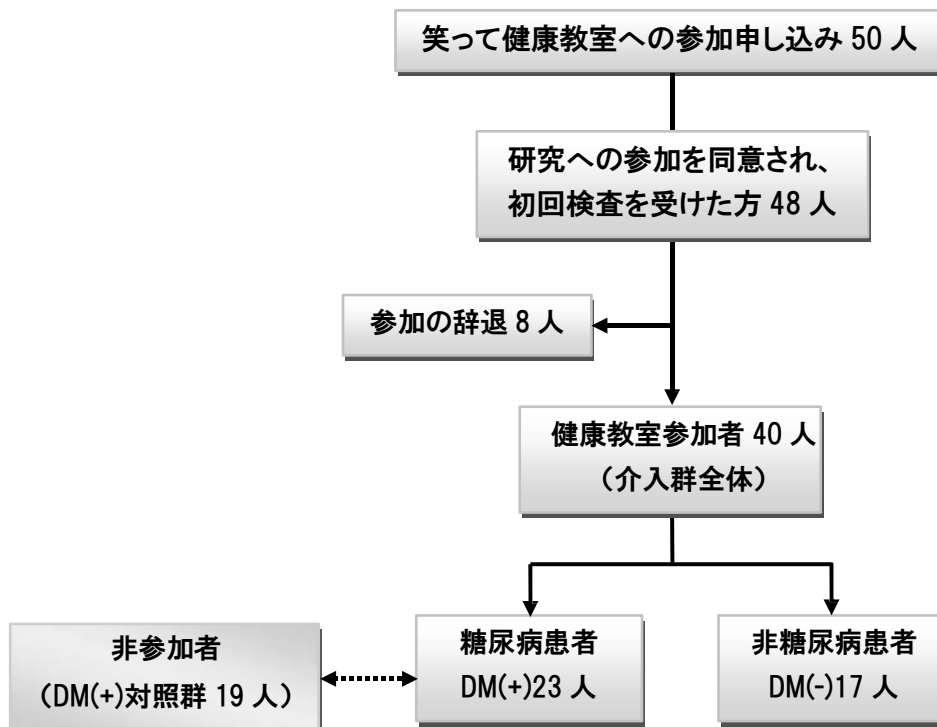 笑って健康教室への参加申し込み 50 人
研究への参加を同意され、
初回検査を受けた方 48 人
参加の辞退 8 人
健康教室参加者 40 人
（介入群全体）
非参加者
（DM(+)対照群 19 人）
糖尿病患者
DM(+)23 人
非糖尿病患者
DM(-)17 人